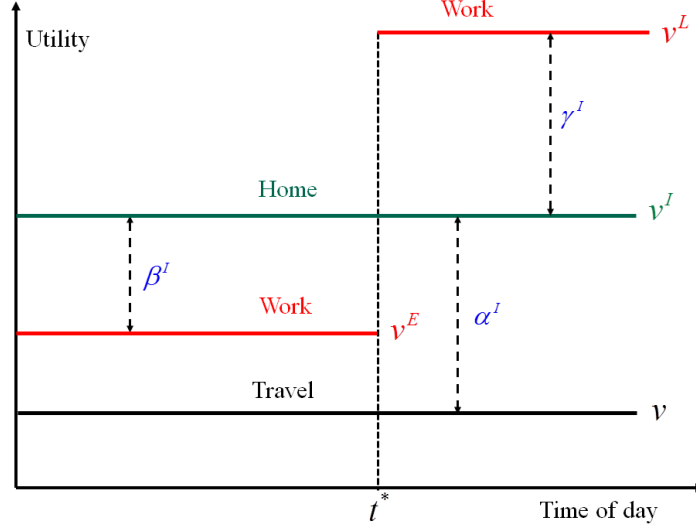 Work
Utility
v^L
γ^I
Home
v^I
β^I
Work
v^E
α^I
Travel
v
t^*
Time of day